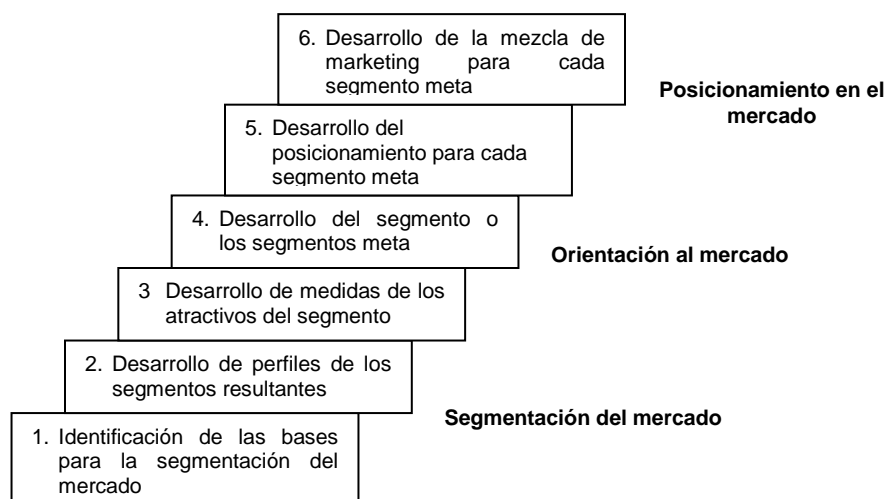 6. Desarrollo de la mezcla de
marketing para cada
segmento meta
Posicionamiento en el
mercado
5. Desarrollo del
posicionamiento para cada
segmento meta
4. Desarrollo del segmento o
los segmentos meta
Orientación al mercado
3 Desarrollo de medidas de los
atractivos del segmento
2. Desarrollo de perfiles de los
segmentos resultantes
Segmentación del mercado
1. Identificación de las bases
para la segmentación del
mercado